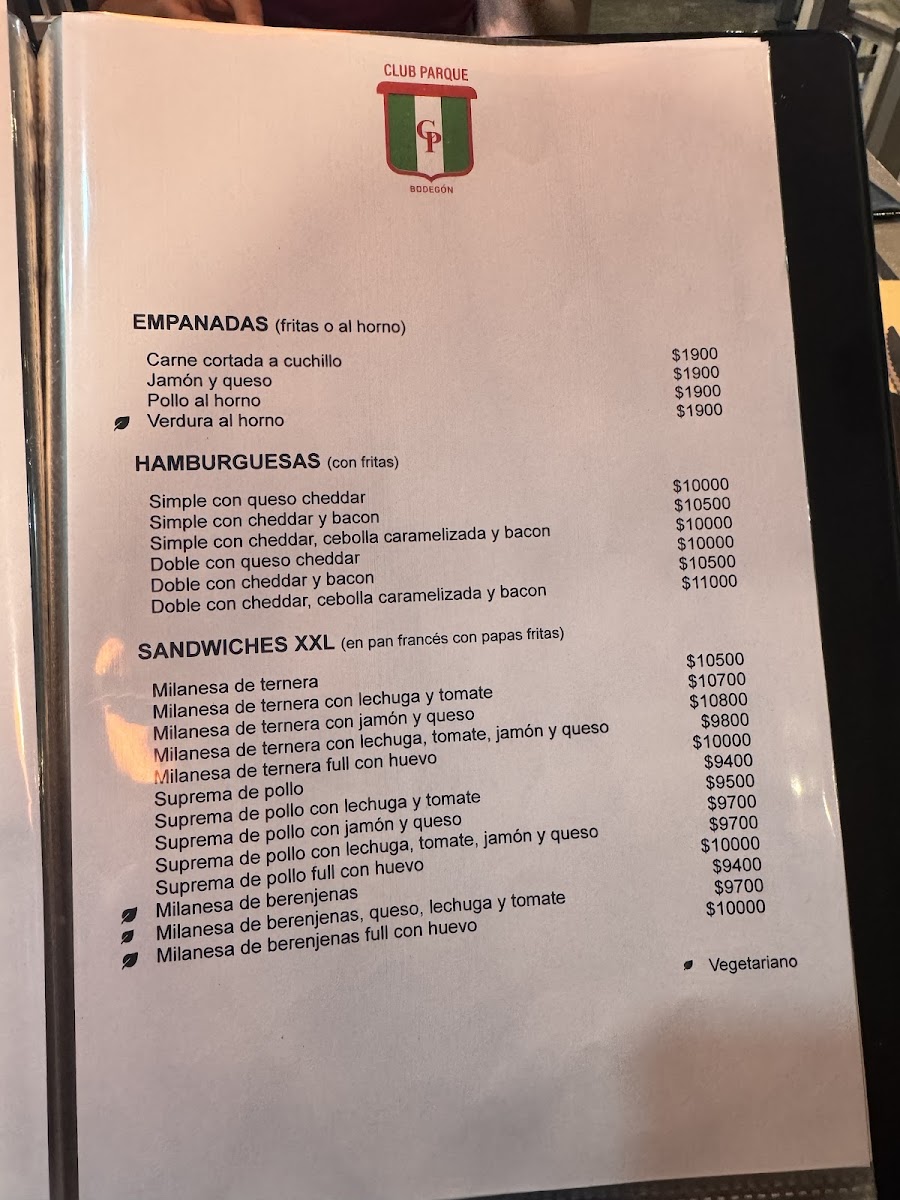 CLUB PARQUE
CP
BODEGÓN
EMPANADAS (fritas o al horno)
Carne cortada a cuchillo $1900
Jamón y queso $1900
Pollo al horno $1900
Verdura al horno $1900
HAMBURGUESAS (con fritas)
Simple con queso cheddar $10000
Simple con cheddar y bacon $10500
Simple con cheddar, cebolla caramelizada y bacon $10000
Doble con queso cheddar $10000
Doble con cheddar y bacon $10500
Doble con cheddar, cebolla caramelizada y bacon $11000
SANDWICHES XXL (en pan francés con papas fritas)
Milanesa de ternera $10500
Milanesa de ternera con lechuga y tomate $10700
Milanesa de ternera con jamón y queso $10800
Milanesa de ternera con lechuga, tomate, jamón y queso $9800
Milanesa de ternera full con huevo $10000
Suprema de pollo $9400
Suprema de pollo con lechuga y tomate $9500
Suprema de pollo con jamón y queso $9700
Suprema de pollo con lechuga, tomate, jamón y queso $9700
Suprema de pollo full con huevo $10000
Milanesa de berenjenas $9400
Milanesa de berenjenas, queso, lechuga y tomate $9700
Milanesa de berenjenas full con huevo $10000
Vegetariano